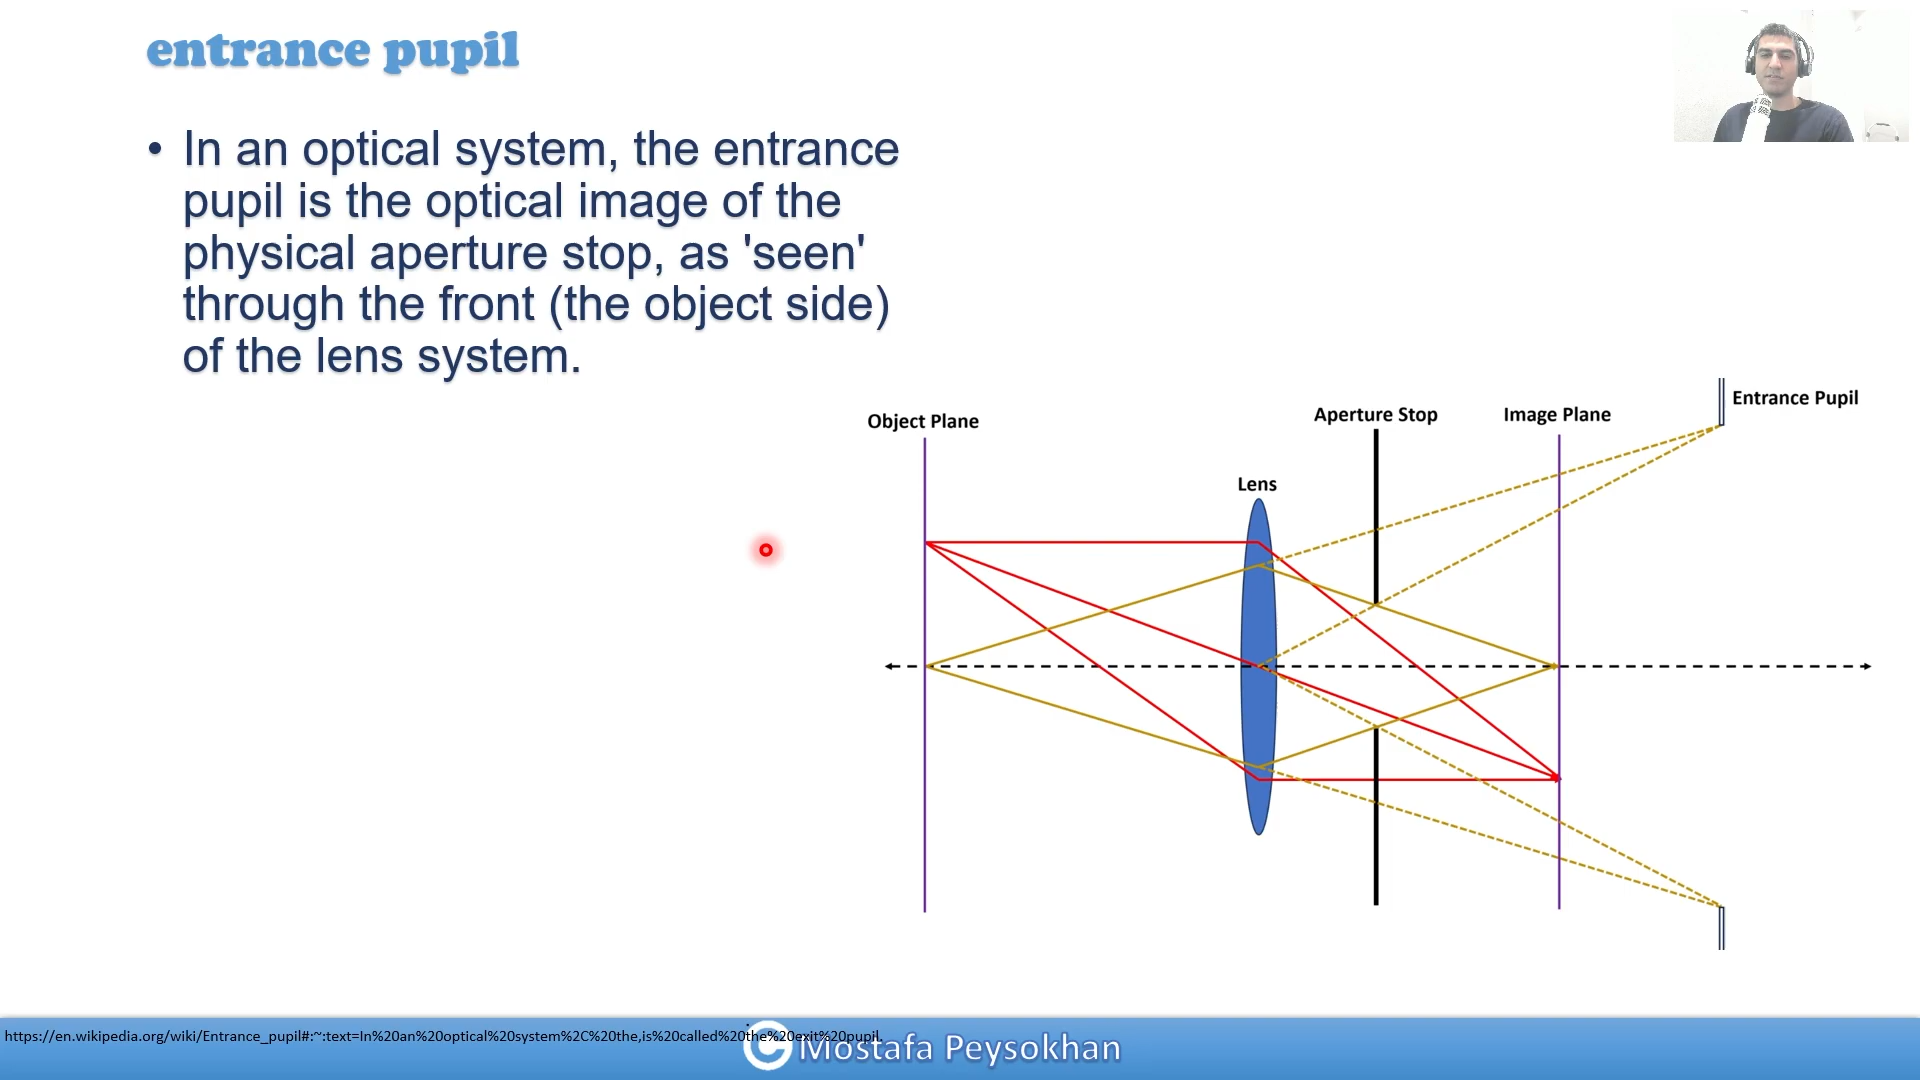 entrance pupil
• In an optical system, the entrance
pupil is the optical image of the
physical aperture stop, as 'seen'
through the front (the object side)
of the lens system.
Object Plane
Lens
Aperture Stop
Image Plane
Entrance Pupil
https://en.wikipedia.org/wiki/Entrance_pupil#:~:text=In%20an%20optical%20system%2C%20the,is%20called%20the%20exit%20pupil.
© Mostafa Peysokhan